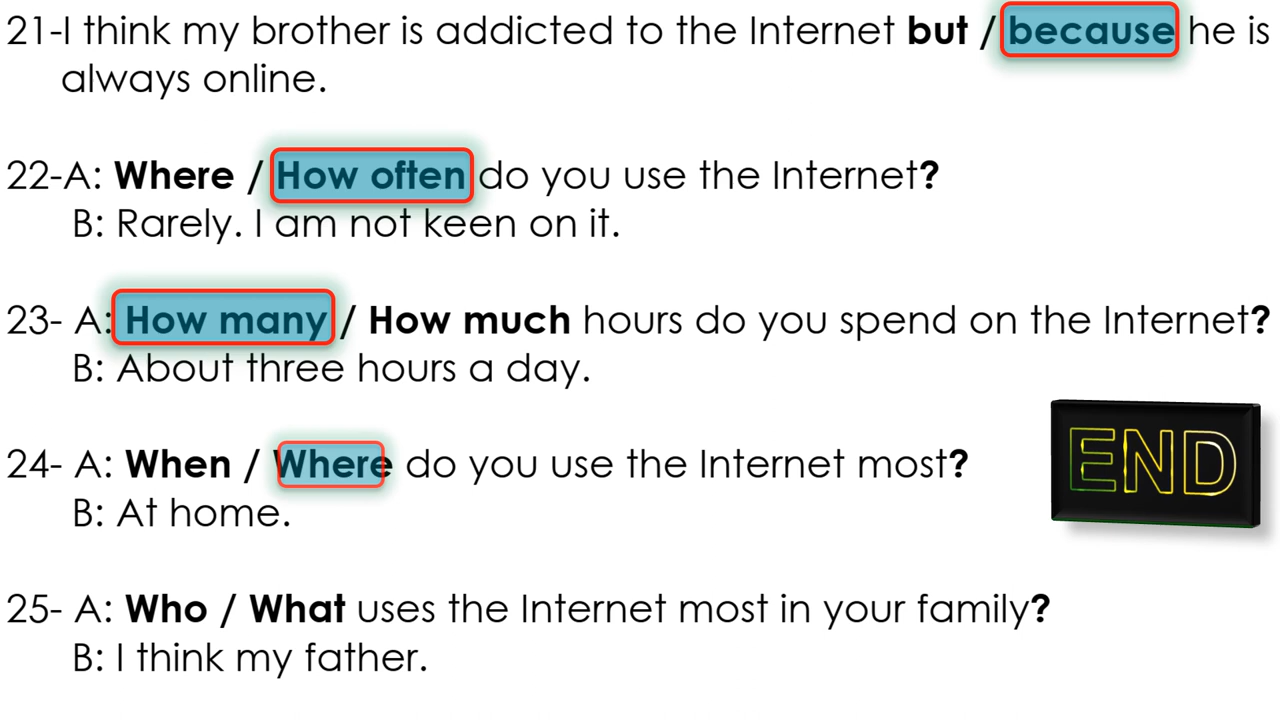 21-I think my brother is addicted to the Internet but / because he is
always online.
22-A: Where / How often do you use the Internet?
B: Rarely. I am not keen on it.
23- A: How many / How much hours do you spend on the Internet?
B: About three hours a day.
24- A: When / Where do you use the Internet most?
B: At home.
END
25- A: Who / What uses the Internet most in your family?
B: I think my father.